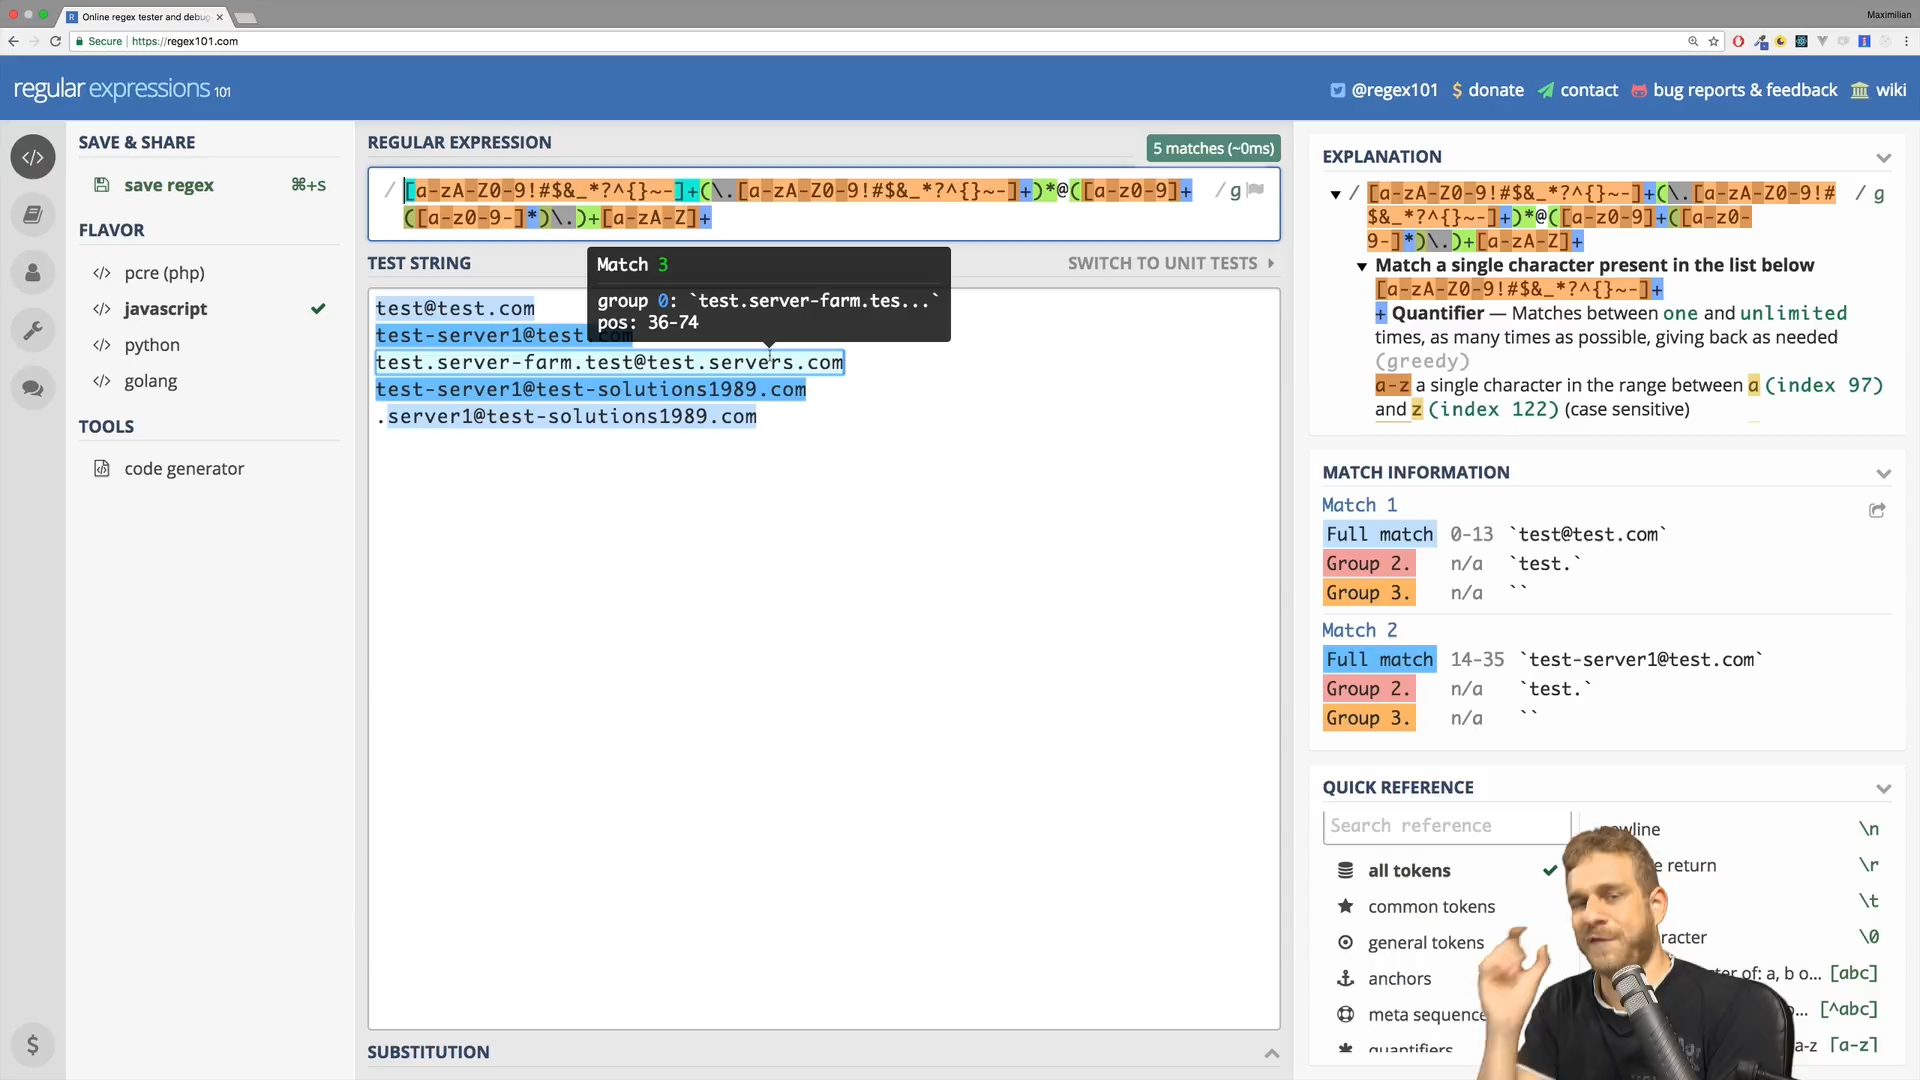 Online regex tester and debug
Maximilian
Secure
https://regex101.com
regular expressions 101
@regex101
donate
contact
bug reports & feedback
wiki
SAVE & SHARE
save regex
⌘+S
FLAVOR
pcre (php)
javascript
python
golang
TOOLS
code generator
REGULAR EXPRESSION
5 matches (~0ms)
/ [a-zA-Z0-9!#$&_*?^{}~-]+(\.[a-zA-Z0-9!#$&_*?^{}~-]+)*@([a-z0-9]+ / g
([a-z0-9-]*)\.)+[a-zA-Z]+
TEST STRING
SWITCH TO UNIT TESTS
Match 3
group 0: `test.server-farm.tes...`
pos: 36-74
test@test.com
test-server1@test.com
test.server-farm.test@test.servers.com
test-server1@test-solutions1989.com
.server1@test-solutions1989.com
SUBSTITUTION
EXPLANATION
/ [a-zA-Z0-9!#$&_*?^{}~-]+(\.[a-zA-Z0-9!# / g
$&_*?^{}~-]+)*@([a-z0-9]+([a-z0-
9-]*)\.)+[a-zA-Z]+
Match a single character present in the list below
[a-zA-Z0-9!#$&_*?^{}~-]+
+ Quantifier — Matches between one and unlimited
times, as many times as possible, giving back as needed
(greedy)
a-z a single character in the range between a (index 97)
and z (index 122) (case sensitive)
MATCH INFORMATION
Match 1
Full match 0-13 `test@test.com`
Group 2. n/a `test.`
Group 3. n/a ``
Match 2
Full match 14-35 `test-server1@test.com`
Group 2. n/a `test.`
Group 3. n/a ``
QUICK REFERENCE
Search reference
all tokens
common tokens
general tokens
anchors
meta sequence
quantifiers
newline \n
e return \r
\t
racter \0
ter of: a, b o... [abc]
... [^abc]
a-z [a-z]